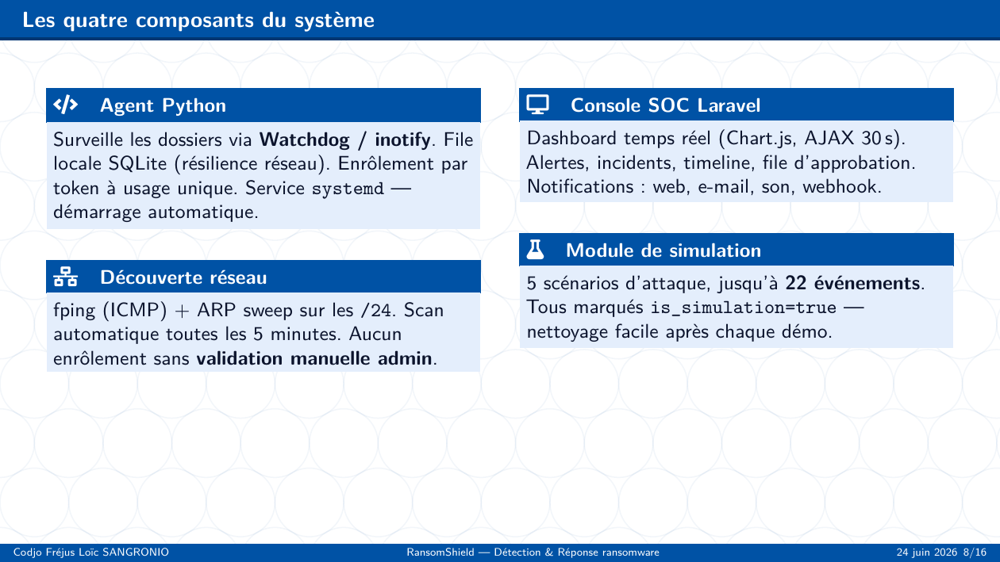 Les quatre composants du système
Agent Python
Surveille les dossiers via Watchdog / inotify. File
locale SQLite (résilience réseau). Enrôlement par
token à usage unique. Service systemd —
démarrage automatique.
Découverte réseau
fping (ICMP) + ARP sweep sur les /24. Scan
automatique toutes les 5 minutes. Aucun
enrôlement sans validation manuelle admin.
Console SOC Laravel
Dashboard temps réel (Chart.js, AJAX 30 s).
Alertes, incidents, timeline, file d'approbation.
Notifications : web, e-mail, son, webhook.
Module de simulation
5 scénarios d'attaque, jusqu'à 22 événements.
Tous marqués is_simulation=true —
nettoyage facile après chaque démo.
Codjo Fréjus Loïc SANGRONIO
RansomShield — Détection & Réponse ransomware
24 juin 2026 8/16